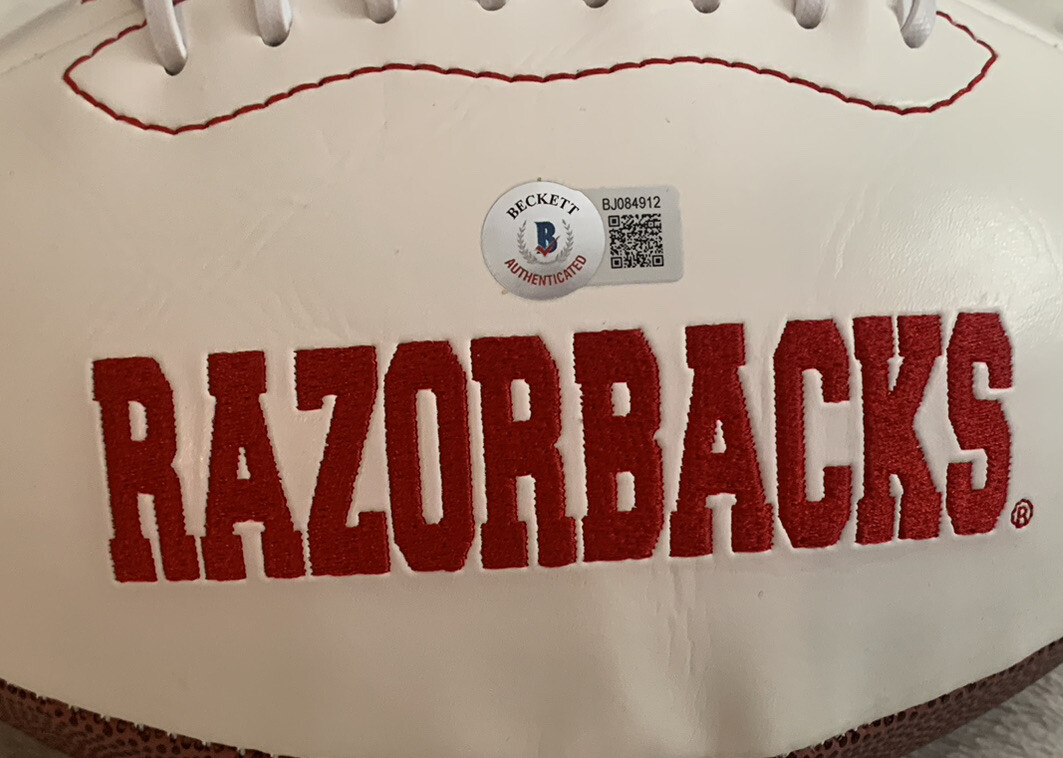 BECKETT
B
AUTHENTICATED
BJ084912
RAZORBACKS®